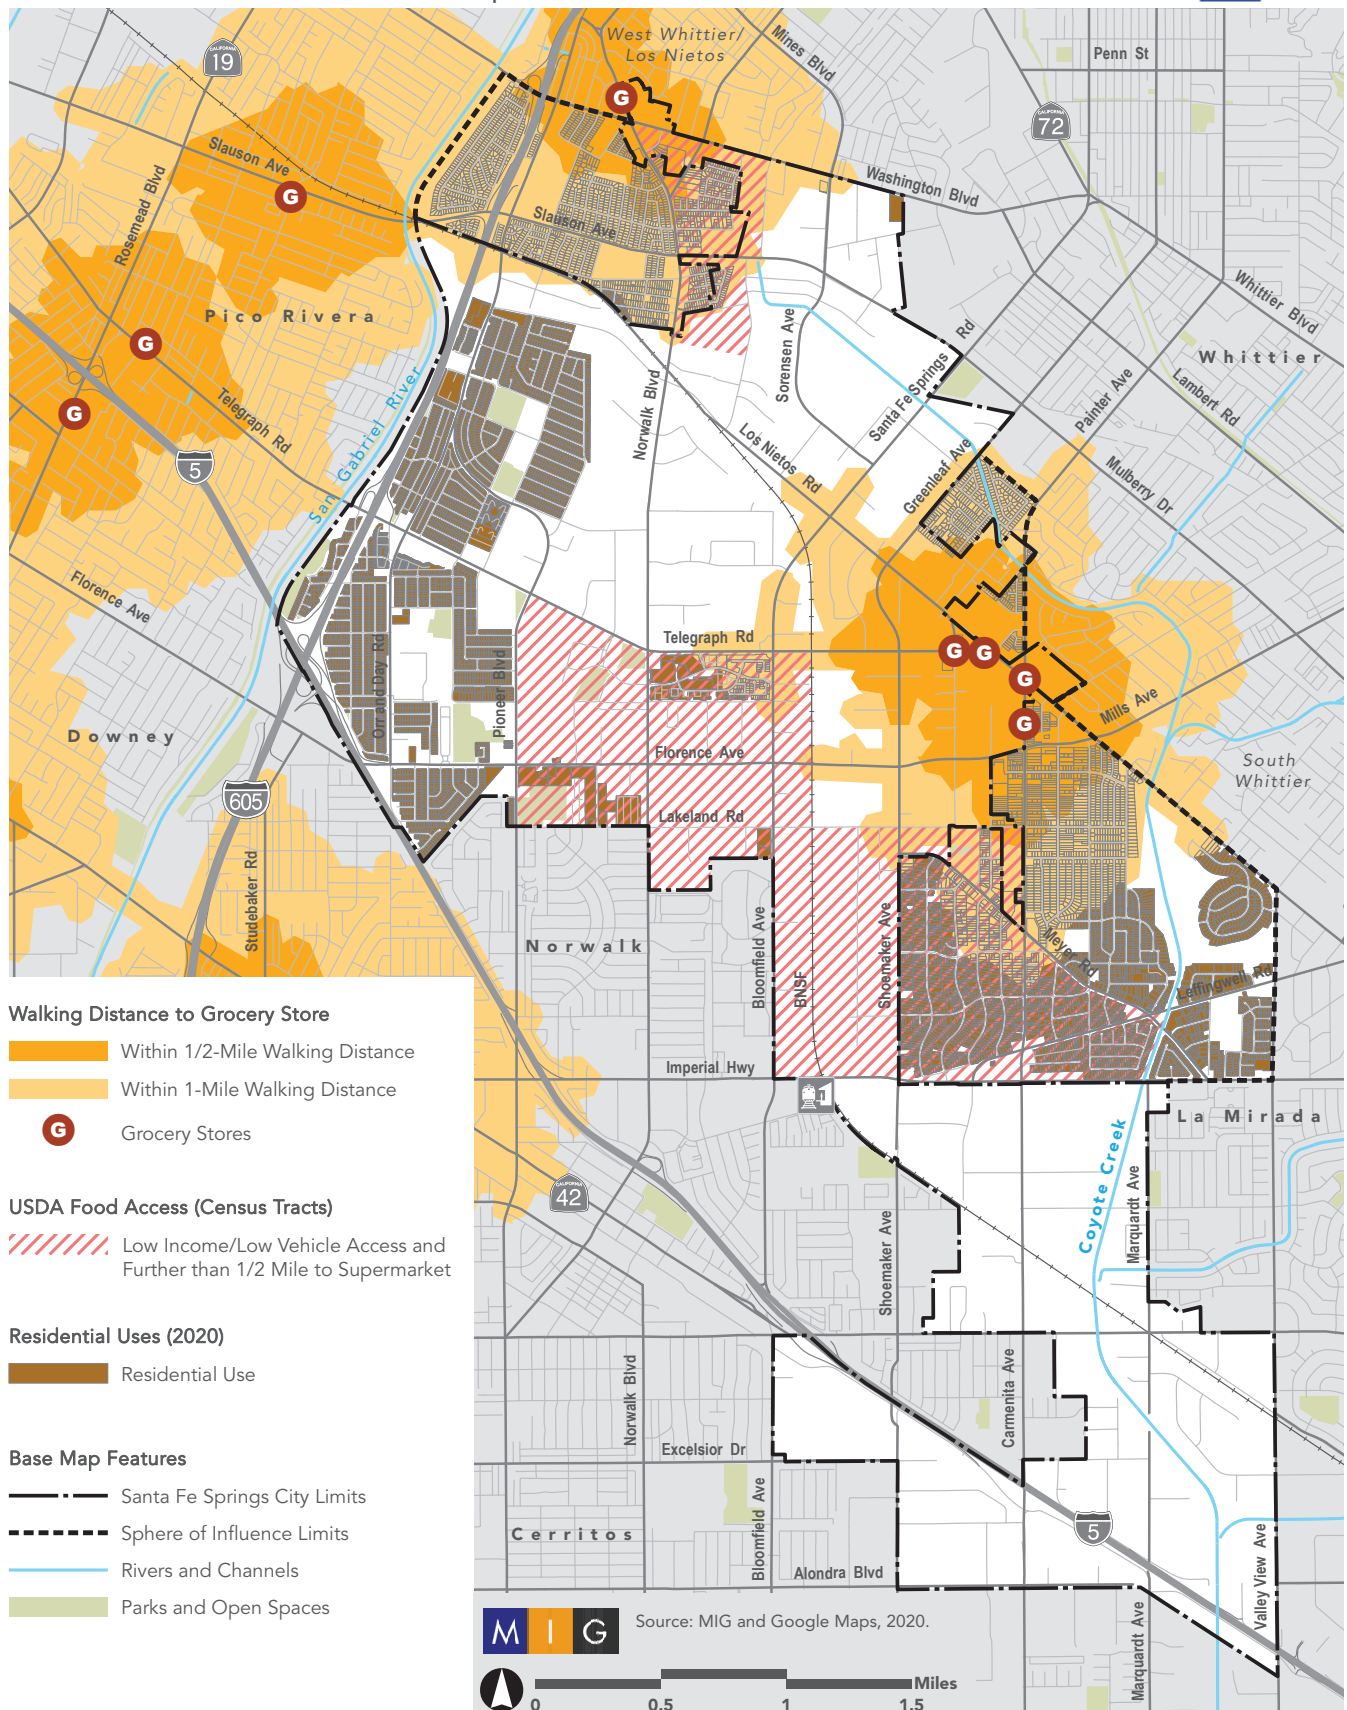 West Whittier/
Los Nietos
Mines Blvd
Penn St
CALIFORNIA
19
CALIFORNIA
72
G
Slauson Ave
G
Rosemead Blvd
Washington Blvd
Slauson Ave
Whittier Blvd
Pico Rivera
Whittier
G
Sorensen Ave
Santa Fe Springs Rd
Painter Ave
Lambert Rd
San Gabriel River
Telegraph Rd
G
Norwalk Blvd
Los Nietos Rd
Greenleaf Ave
Mulberry Dr
5
Florence Ave
Telegraph Rd
G
G
G
G
Orr and Day Rd
Pioneer Blvd
Mills Ave
Downey
Florence Ave
South
Whittier
605
Lakeland Rd
Studebaker Rd
Norwalk
Bloomfield Ave
BNSF
Shoemaker Ave
Meyer Rd
Leffingwell Rd
Imperial Hwy
La Mirada
Coyote Creek
Marquardt Ave
CALIFORNIA
42
Shoemaker Ave
Norwalk Blvd
Carmenita Ave
Excelsior Dr
Bloomfield Ave
Cerritos
5
Alondra Blvd
Valley View Ave
Marquardt Ave
Walking Distance to Grocery Store
Within 1/2-Mile Walking Distance
Within 1-Mile Walking Distance
G
Grocery Stores
USDA Food Access (Census Tracts)
Low Income/Low Vehicle Access and
Further than 1/2 Mile to Supermarket
Residential Uses (2020)
Residential Use
Base Map Features
Santa Fe Springs City Limits
Sphere of Influence Limits
Rivers and Channels
Parks and Open Spaces
M I G
Source: MIG and Google Maps, 2020.
Miles
0 0.5 1 1.5